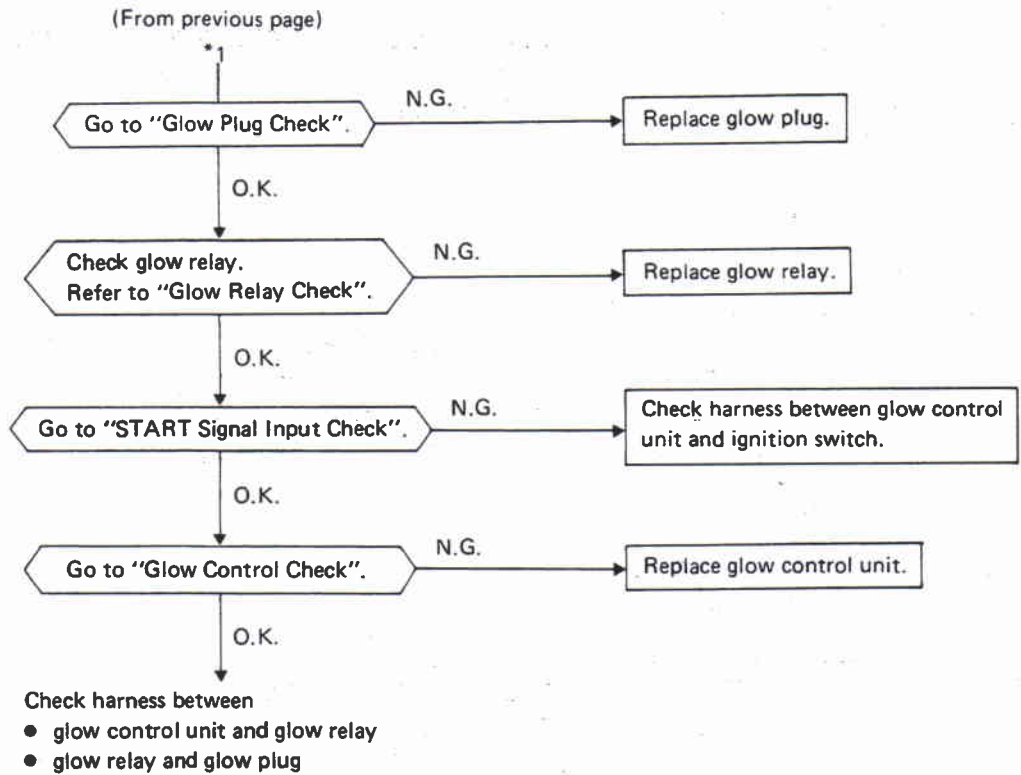 (From previous page)
*1
Go to "Glow Plug Check".
N.G.
Replace glow plug.
O.K.
Check glow relay.
Refer to "Glow Relay Check".
N.G.
Replace glow relay.
O.K.
Go to "START Signal Input Check".
N.G.
Check harness between glow control
unit and ignition switch.
O.K.
Go to "Glow Control Check".
N.G.
Replace glow control unit.
O.K.
Check harness between
● glow control unit and glow relay
● glow relay and glow plug